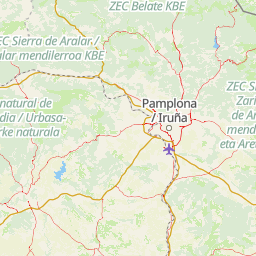 ZEC Belate KBE
ZEC Sierra de Aralar /
alar mendilerroa KBE
Pamplona
/ Iruña
ZEC S
Zari
de A
mend
eta Are
natural de
dia / Urbasa-
rke naturala